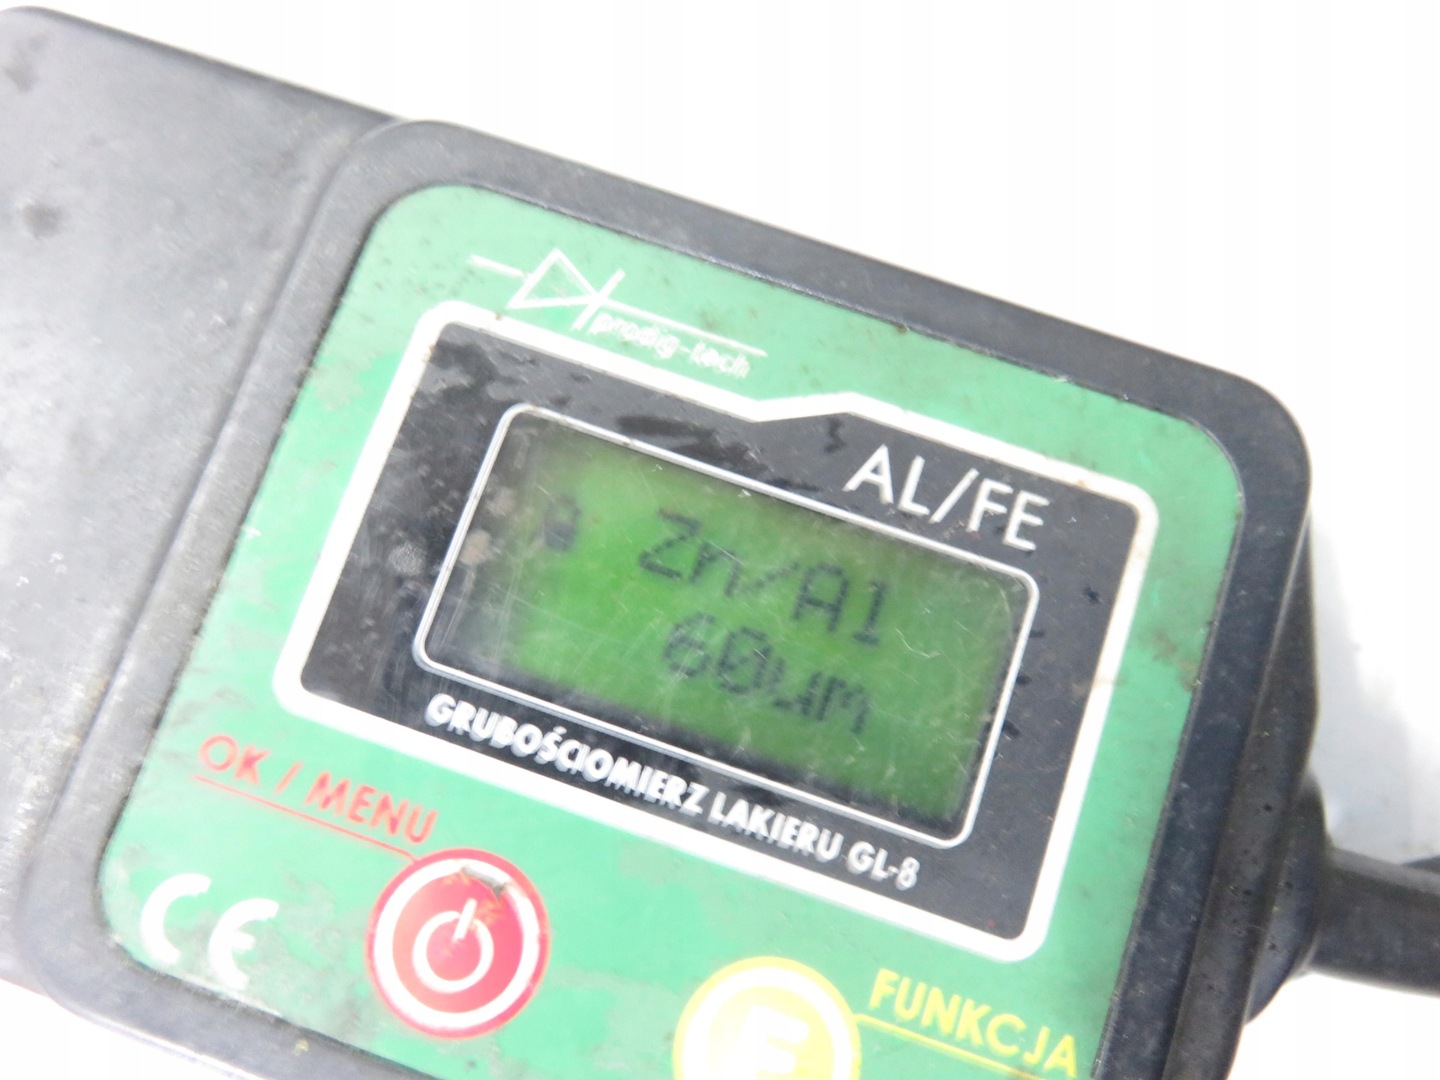 prodig-tech
AL/FE
Zn/Al
60um
GRUBOŚCIOMIERZ LAKIERU GL-8
OK / MENU
CE
FUNKCJA
F